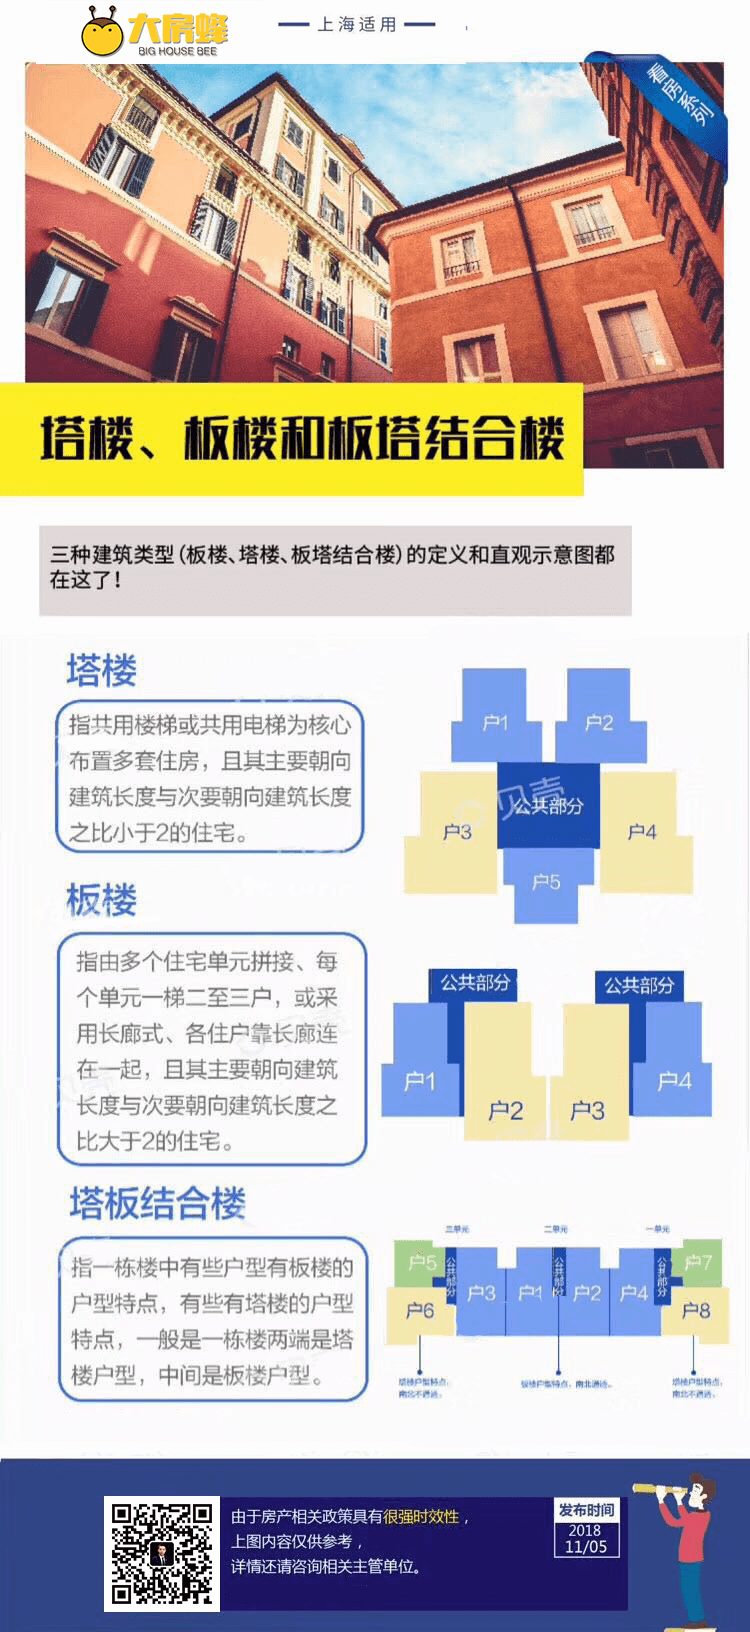 大房蜂
BIG HOUSE BEE
上海适用
看房系列
塔楼、板楼和板塔结合楼
三种建筑类型(板楼、塔楼、板塔结合楼)的定义和直观示意图都
在这了!
塔楼
指共用楼梯或共用电梯为核心
布置多套住房，且其主要朝向
建筑长度与次要朝向建筑长度
之比小于2的住宅。
户1
户2
公共部分
户3
户4
户5
贝壳
板楼
指由多个住宅单元拼接、每
个单元一梯二至三户，或采
用长廊式、各住户靠长廊连
在一起，且其主要朝向建筑
长度与次要朝向建筑长度之
比大于2的住宅。
公共部分
公共部分
户1
户2
户3
户4
贝壳
塔板结合楼
指一栋楼中有些户型有板楼的
户型特点，有些有塔楼的户型
特点，一般是一栋楼两端是塔
楼户型，中间是板楼户型。
三单元
二单元
一单元
户5
公共部分
户3
户1
公共部分
户2
户4
公共部分
户7
户6
户8
塔楼户型特点，
南北不通透。
板楼户型特点，南北通透。
塔楼户型特点，
南北不通透。
由于房产相关政策具有很强时效性，
上图内容仅供参考，
详情还请咨询相关主管单位。
发布时间
2018
11/05